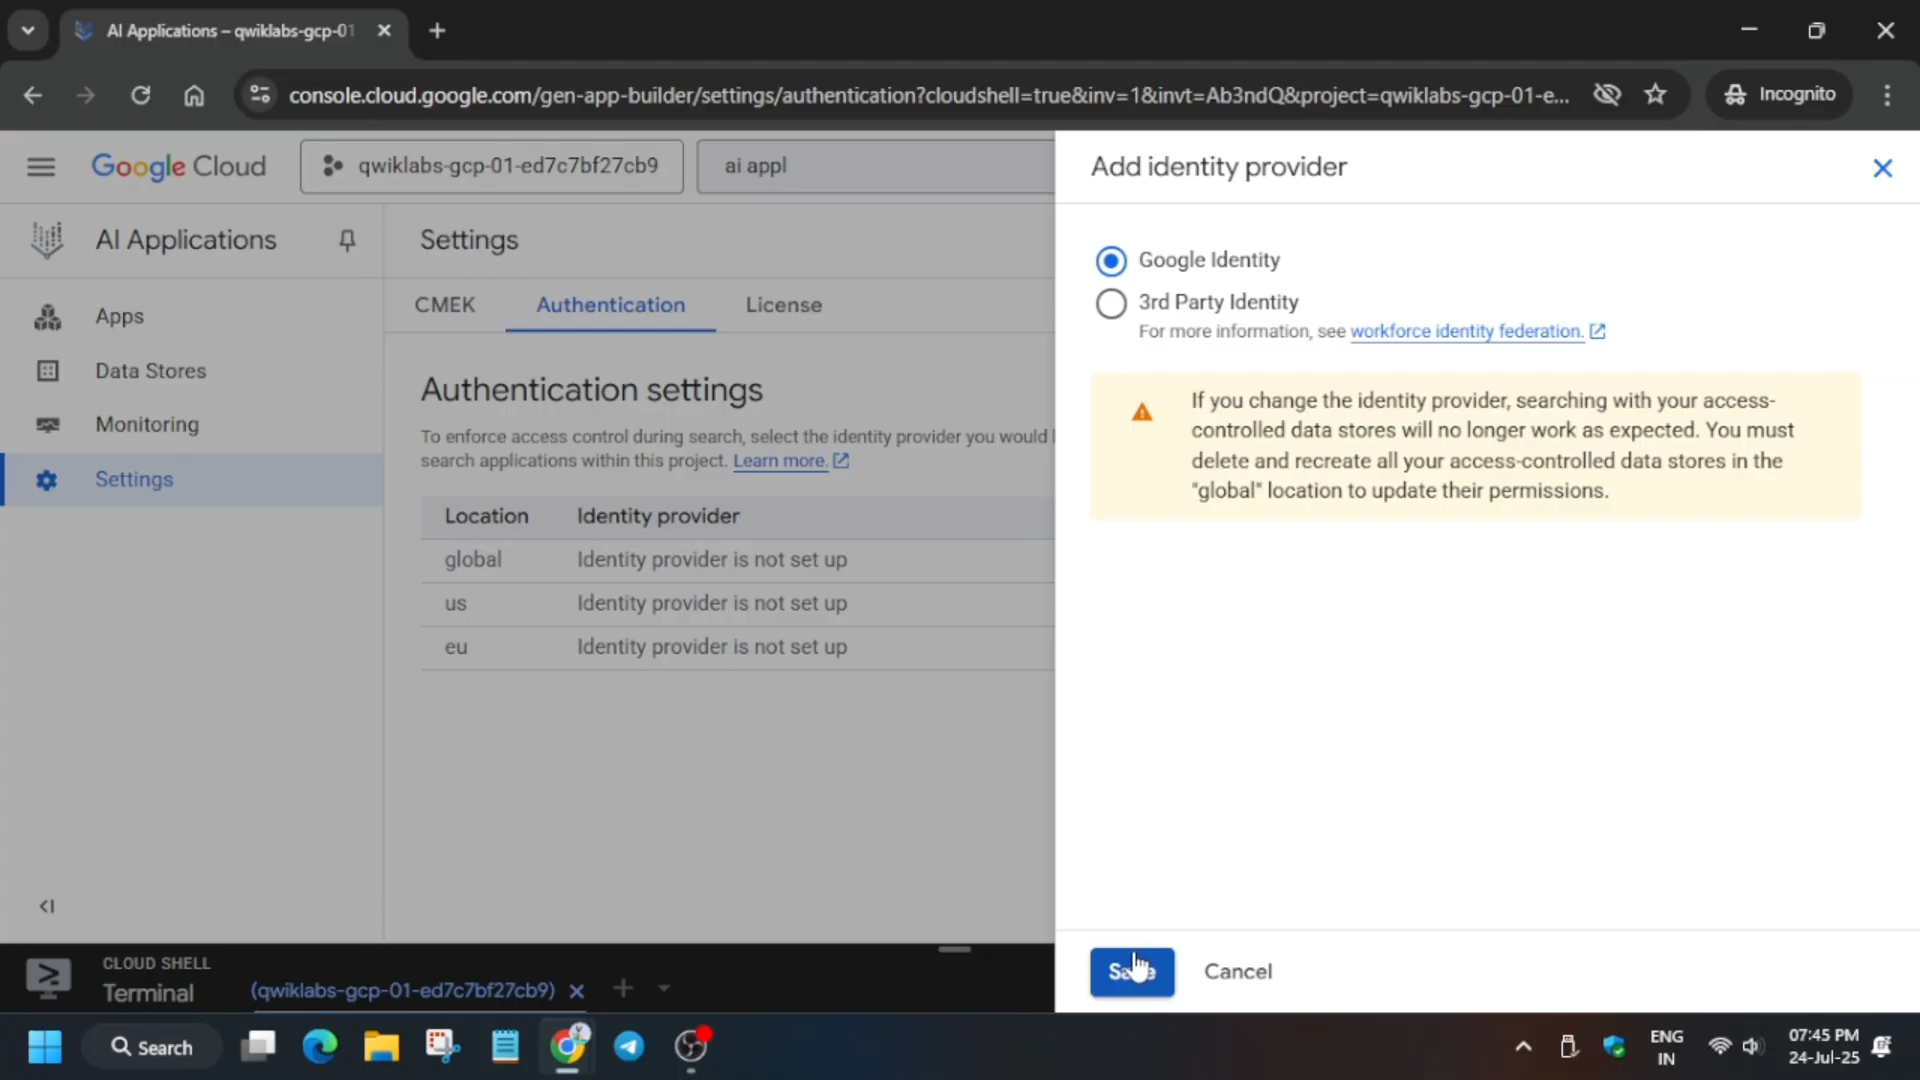 AI Applications – qwiklabs-gcp-01
console.cloud.google.com/gen-app-builder/settings/authentication?cloudshell=true&inv=1&invt=Ab3ndQ&project=qwiklabs-gcp-01-e...
Incognito
Google Cloud
qwiklabs-gcp-01-ed7c7bf27cb9
ai appl
AI Applications
Apps
Data Stores
Monitoring
Settings
Settings
CMEK
Authentication
License
Authentication settings
To enforce access control during search, select the identity provider you would
search applications within this project. Learn more.
Location Identity provider
global Identity provider is not set up
us Identity provider is not set up
eu Identity provider is not set up
Add identity provider
Google Identity
3rd Party Identity
For more information, see workforce identity federation.
If you change the identity provider, searching with your access-
controlled data stores will no longer work as expected. You must
delete and recreate all your access-controlled data stores in the
"global" location to update their permissions.
Save
Cancel
CLOUD SHELL
Terminal
(qwiklabs-gcp-01-ed7c7bf27cb9)
Search
ENG
IN
07:45 PM
24-Jul-25